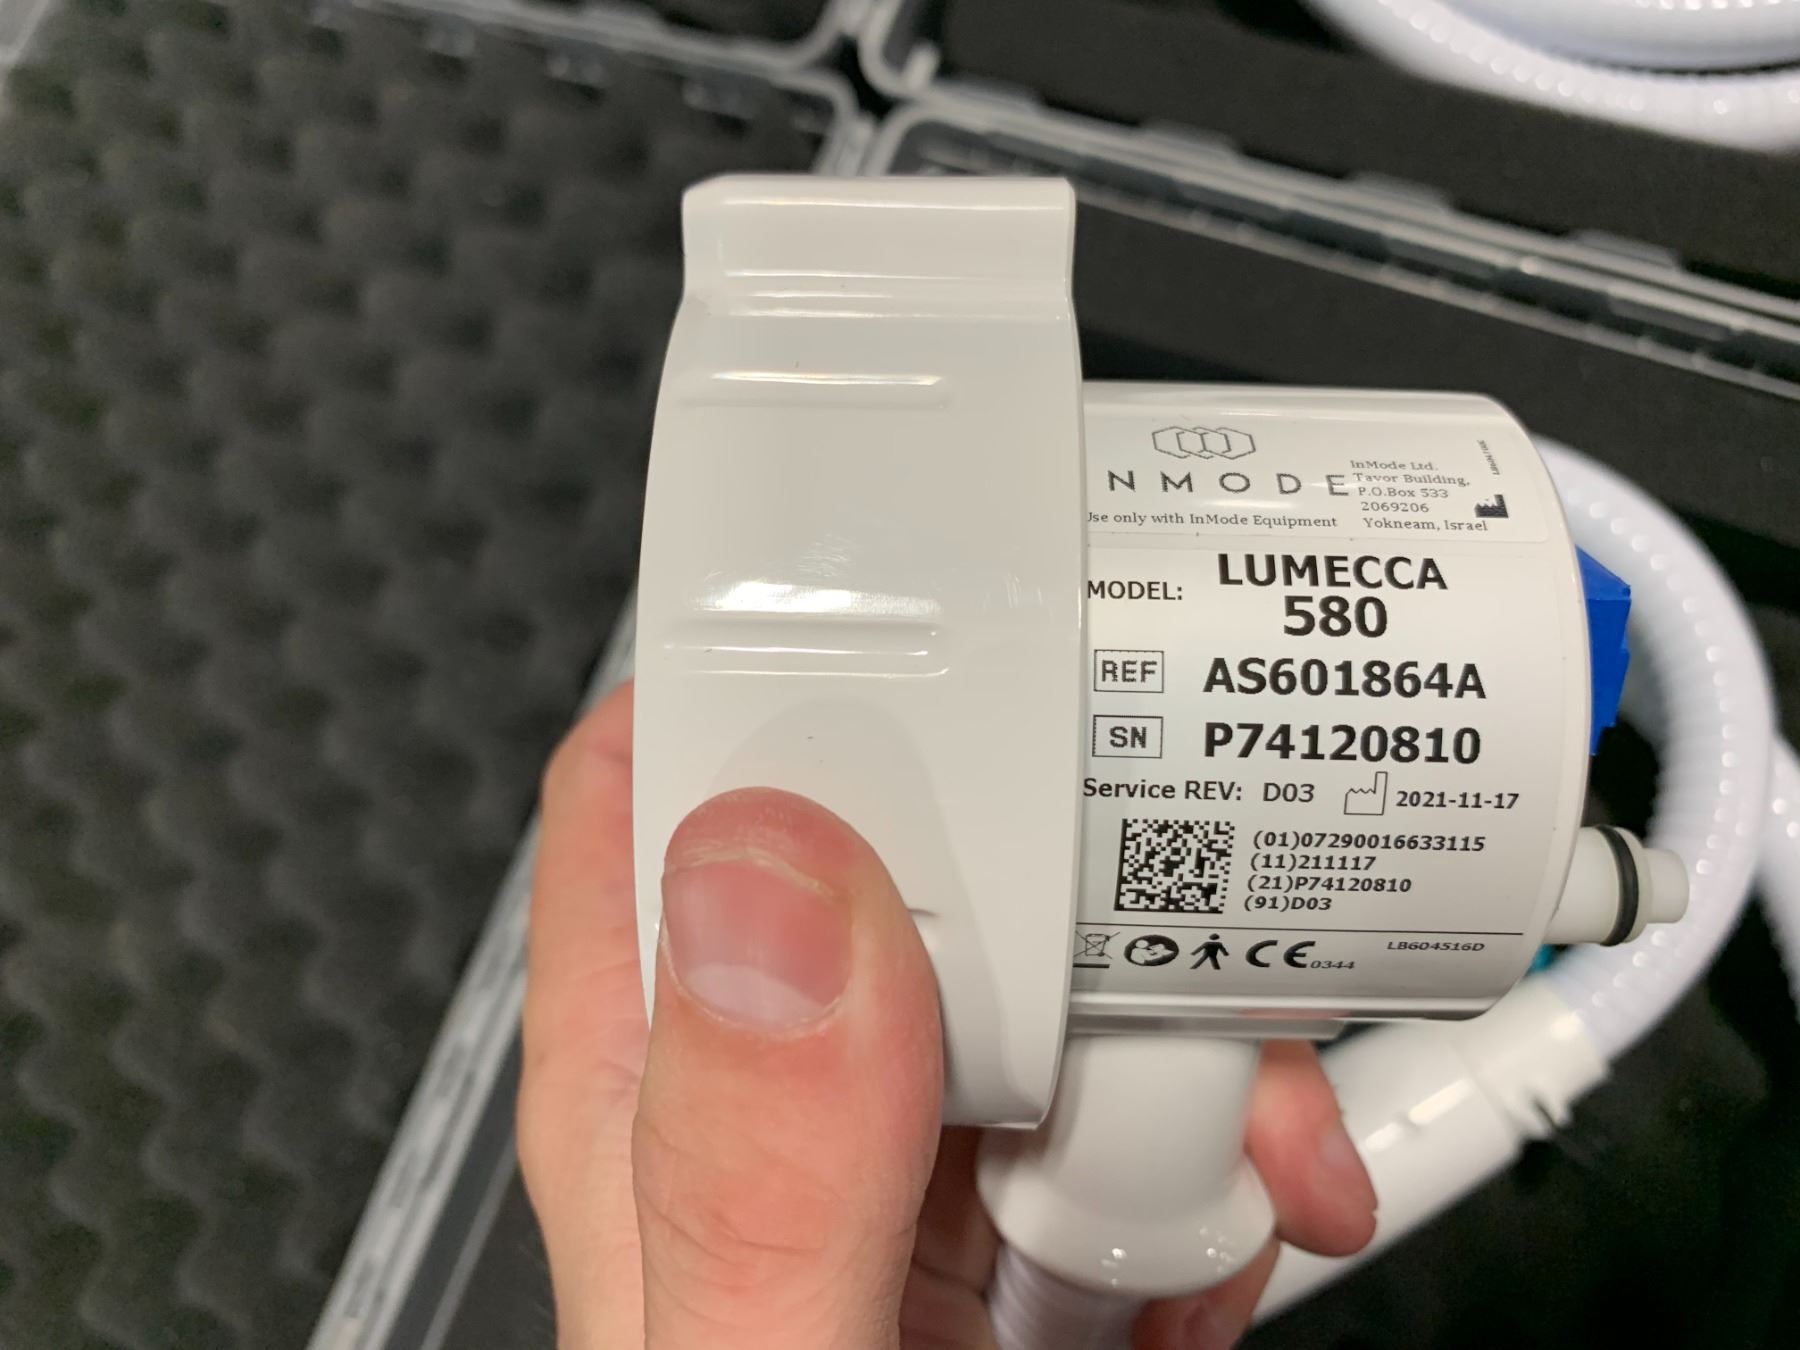 NMODE
InMode Ltd.
Tavor Building,
P.O.Box 533
2069206
Yokneam, Israel
Use only with InMode Equipment
MODEL: LUMECCA
580
REF AS601864A
SN P74120810
Service REV: D03 2021-11-17
(01)07290016633115
(11)211117
(21)P74120810
(91)D03
CE 0344
LB604516D